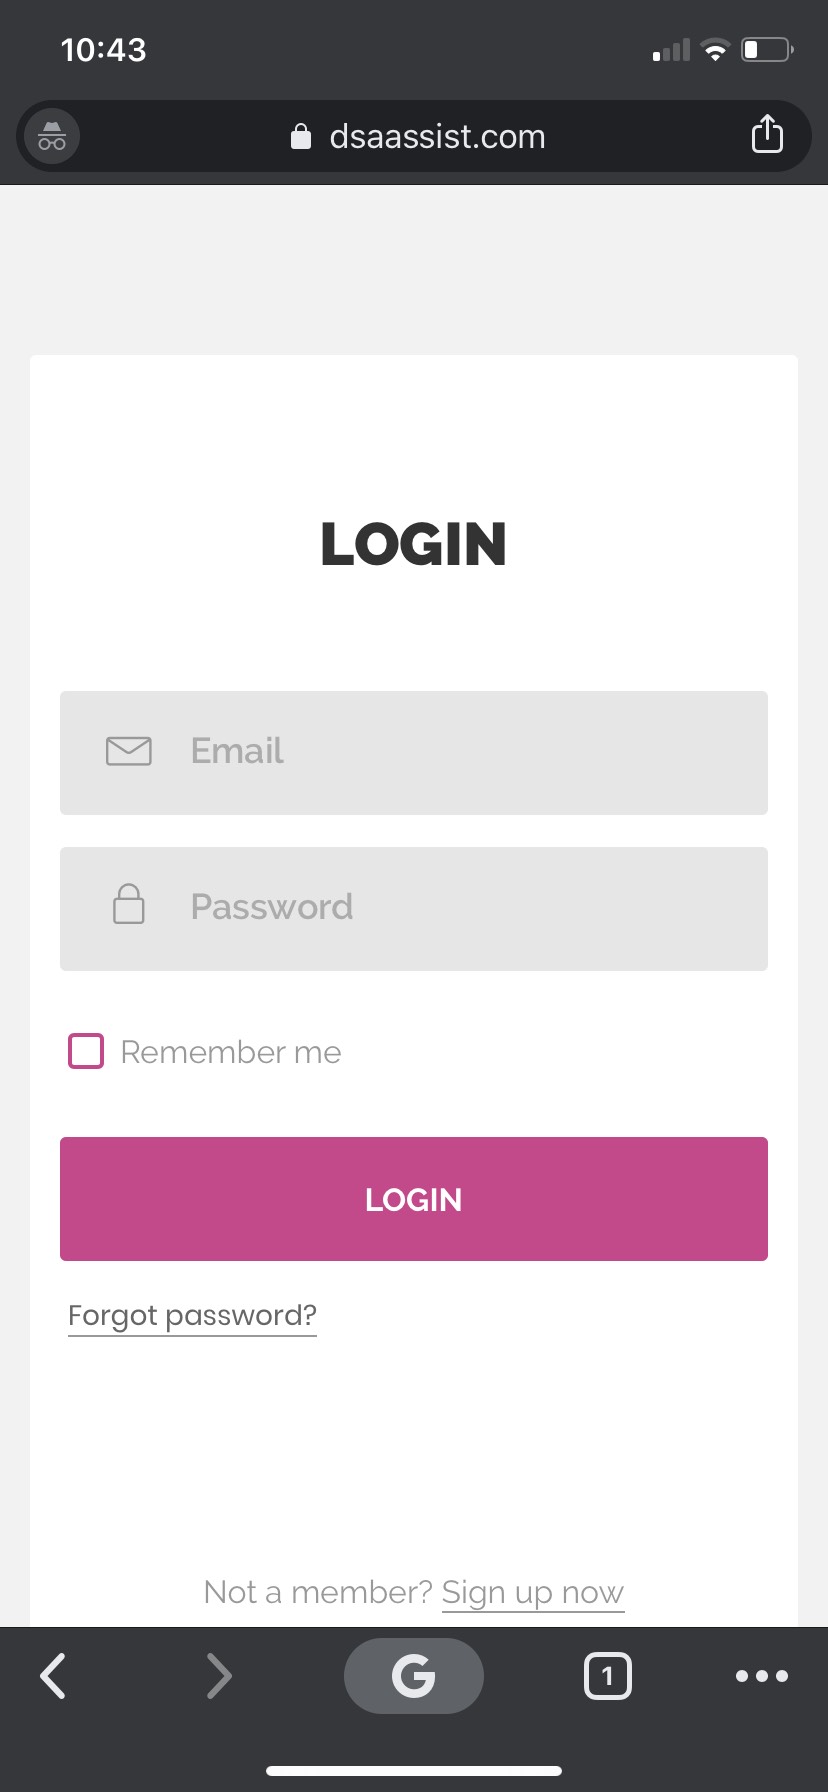 10:43
dsaassist.com
LOGIN
Email
Password
Remember me
LOGIN
Forgot password?
Not a member? Sign up now
G
1